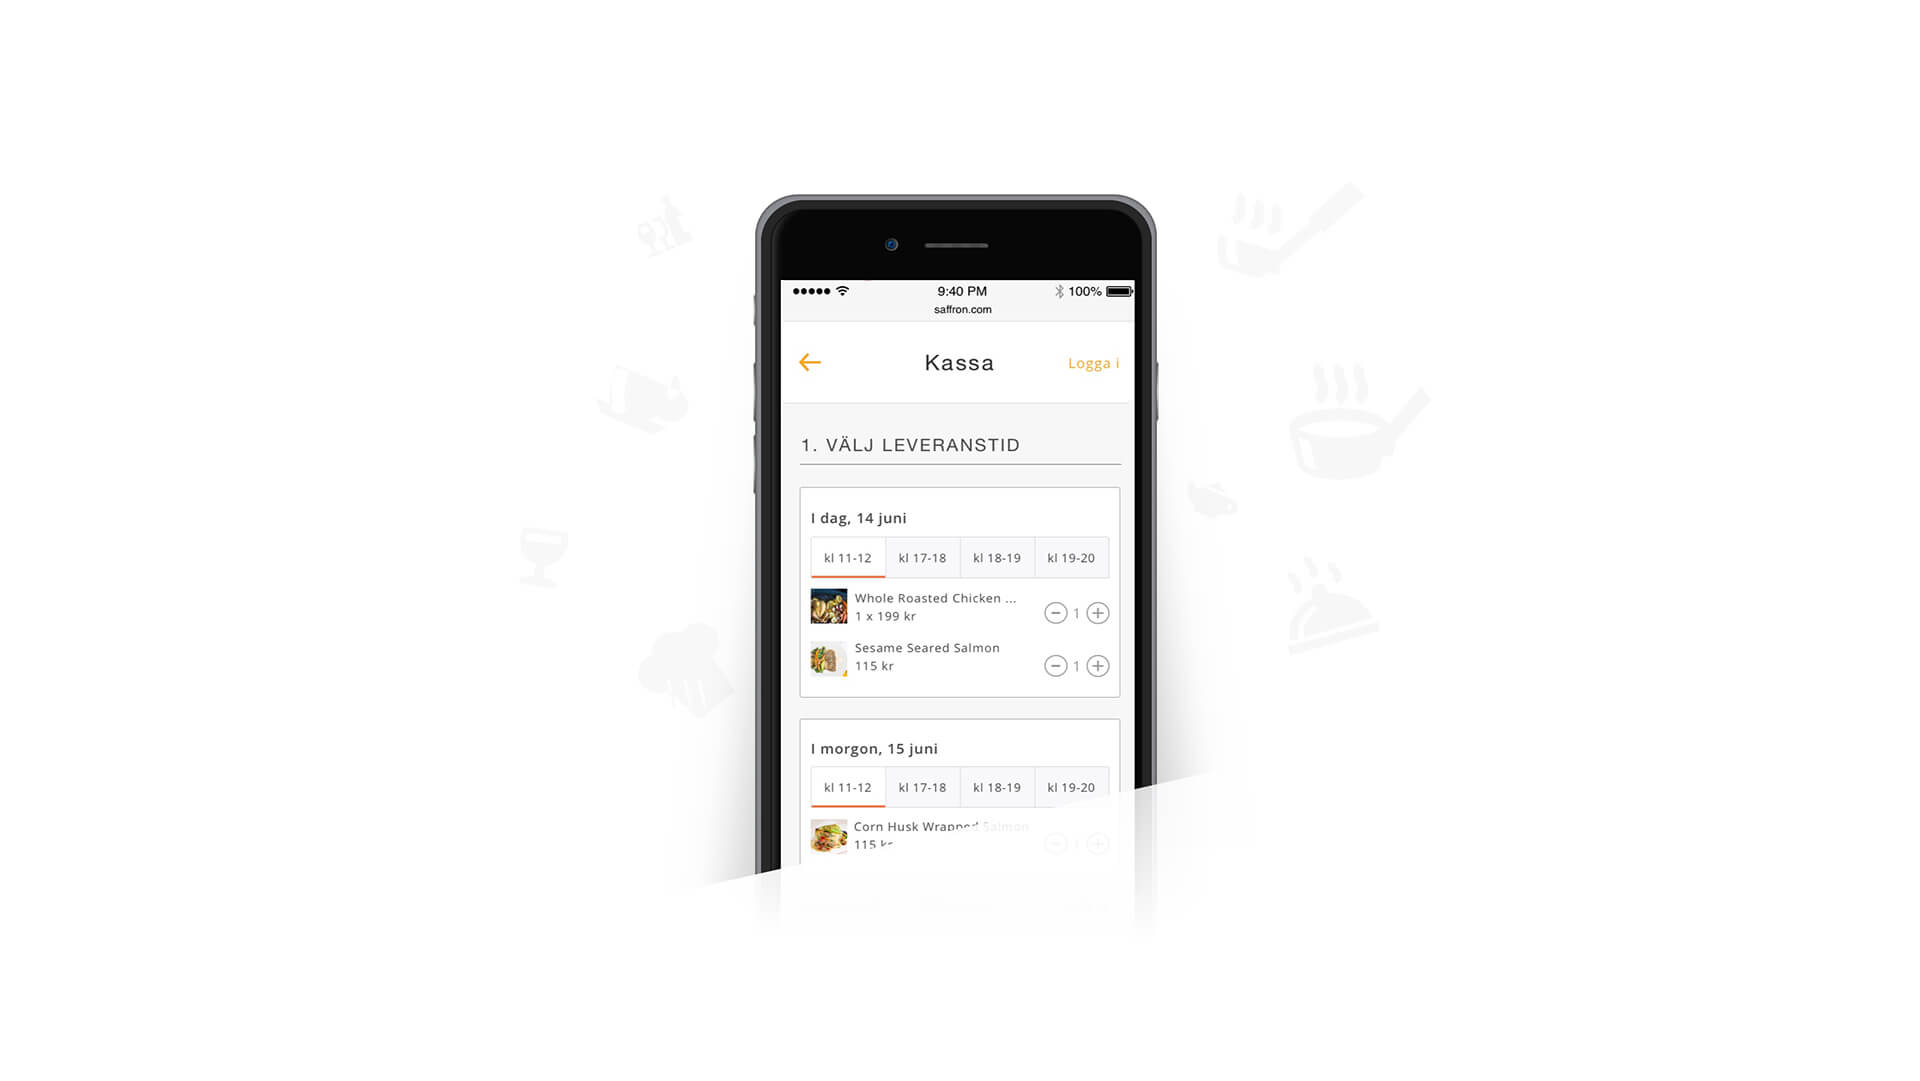 9:40 PM
100%
saffron.com
Kassa
Logga i
1. VÄLJ LEVERANSTID
I dag, 14 juni
kl 11-12 kl 17-18 kl 18-19 kl 19-20
Whole Roasted Chicken ...
1 x 199 kr
1
Sesame Seared Salmon
115 kr
1
I morgon, 15 juni
kl 11-12 kl 17-18 kl 18-19 kl 19-20
Corn Husk Wrapped Salmon
115 kr
1